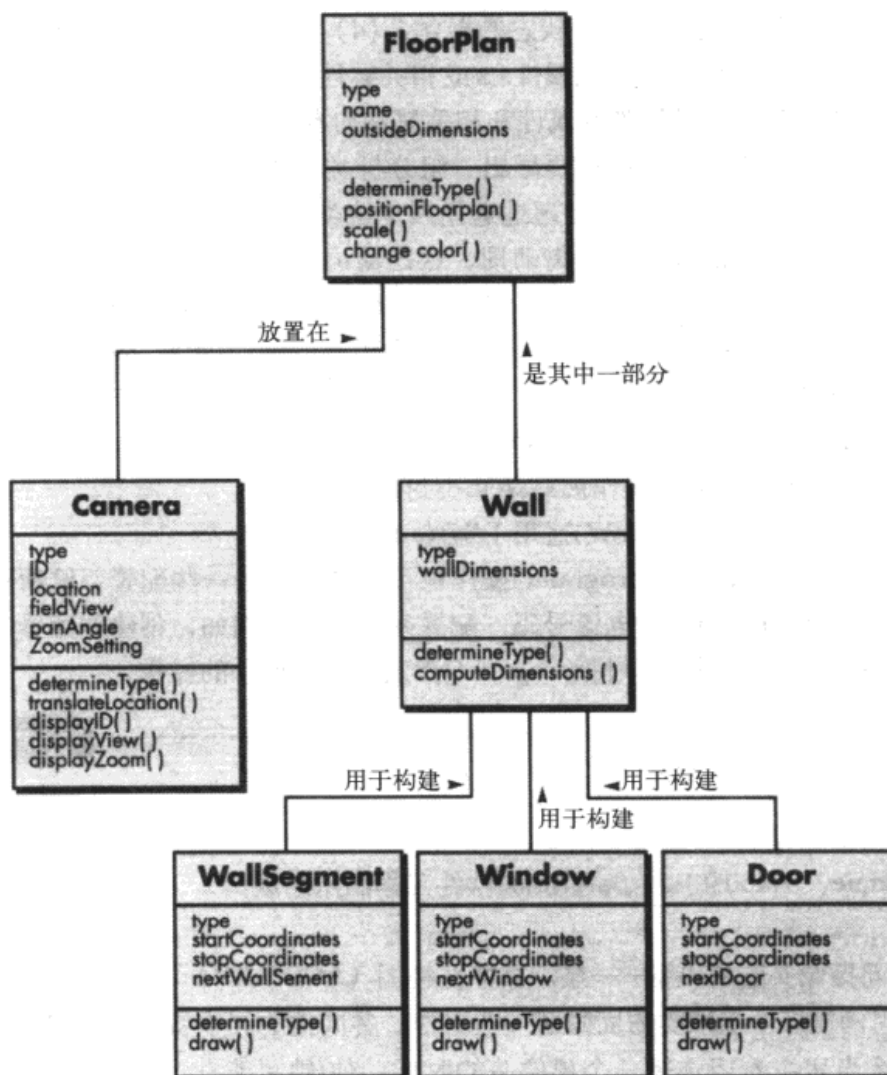 FloorPlan
type
name
outsideDimensions
determineType( )
positionFloorplan( )
scale( )
change color( )
放置在
是其中一部分
Camera
type
ID
location
fieldView
panAngle
ZoomSetting
determineType( )
translateLocation( )
displayID( )
displayView( )
displayZoom( )
Wall
type
wallDimensions
determineType( )
computeDimensions ( )
用于构建
用于构建
用于构建
WallSegment
type
startCoordinates
stopCoordinates
nextWallSement
determineType( )
draw( )
Window
type
startCoordinates
stopCoordinates
nextWindow
determineType( )
draw( )
Door
type
startCoordinates
stopCoordinates
nextDoor
determineType( )
draw( )